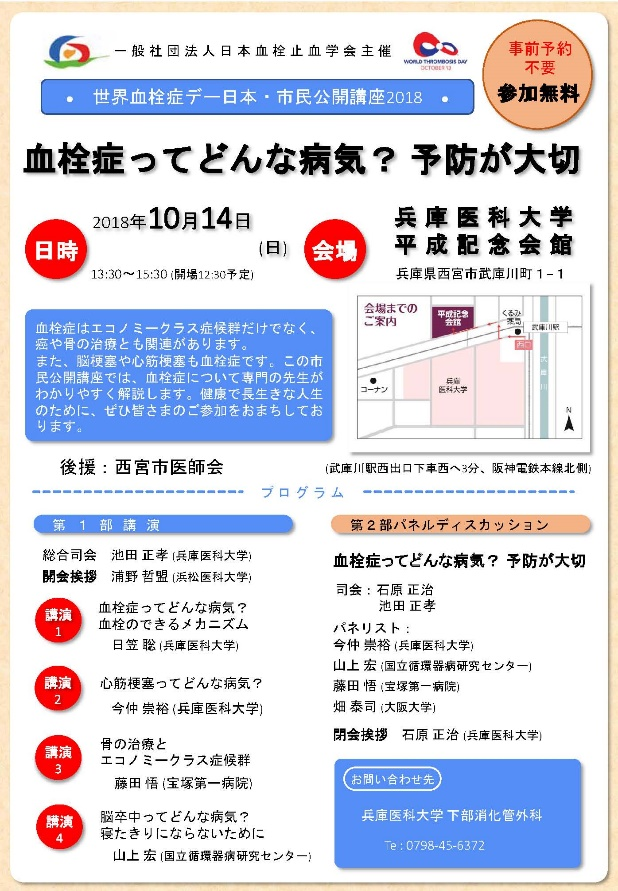 一般社団法人日本血栓止血学会主催
WORLD THROMBOSIS DAY
OCTOBER 13
事前予約
不要
参加無料
• 世界血栓症デー日本・市民公開講座2018 •
血栓症ってどんな病気？ 予防が大切
日時
2018年10月14日
(日)
13:30～15:30 (開場12:30予定)
会場
兵庫医科大学
平成記念会館
兵庫県西宮市武庫川町１−１
血栓症はエコノミークラス症候群だけでなく、
癌や骨の治療とも関連があります。
また、脳梗塞や心筋梗塞も血栓症です。この市
民公開講座では、血栓症について専門の先生が
わかりやすく解説します。健康で長生きな人生
のために、ぜひ皆さまのご参加をおまちしてお
ります。
会場までの
ご案内
平成記念
会館
くるみ
薬局
武庫川駅
西口
コーナン
兵庫
医科大学
武庫川
N
後援：西宮市医師会
(武庫川駅西出口下車西へ3分、阪神電鉄本線北側)
プログラム
第１部講演
総合司会 池田 正孝 (兵庫医科大学)
開会挨拶 浦野 哲盟 (浜松医科大学)
講演
1
血栓症ってどんな病気？
血栓のできるメカニズム
日笠 聡 (兵庫医科大学)
講演
2
心筋梗塞ってどんな病気？
今仲 崇裕 (兵庫医科大学)
講演
3
骨の治療と
エコノミークラス症候群
藤田 悟 (宝塚第一病院)
講演
4
脳卒中ってどんな病気？
寝たきりにならないために
山上 宏 (国立循環器病研究センター)
第２部パネルディスカッション
血栓症ってどんな病気？ 予防が大切
司会：石原 正治
池田 正孝
パネリスト：
今仲 崇裕 (兵庫医科大学)
山上 宏 (国立循環器病研究センター)
藤田 悟 (宝塚第一病院)
畑 泰司 (大阪大学)
閉会挨拶 石原 正治 (兵庫医科大学)
お問い合わせ先
兵庫医科大学 下部消化管外科
Te : 0798-45-6372